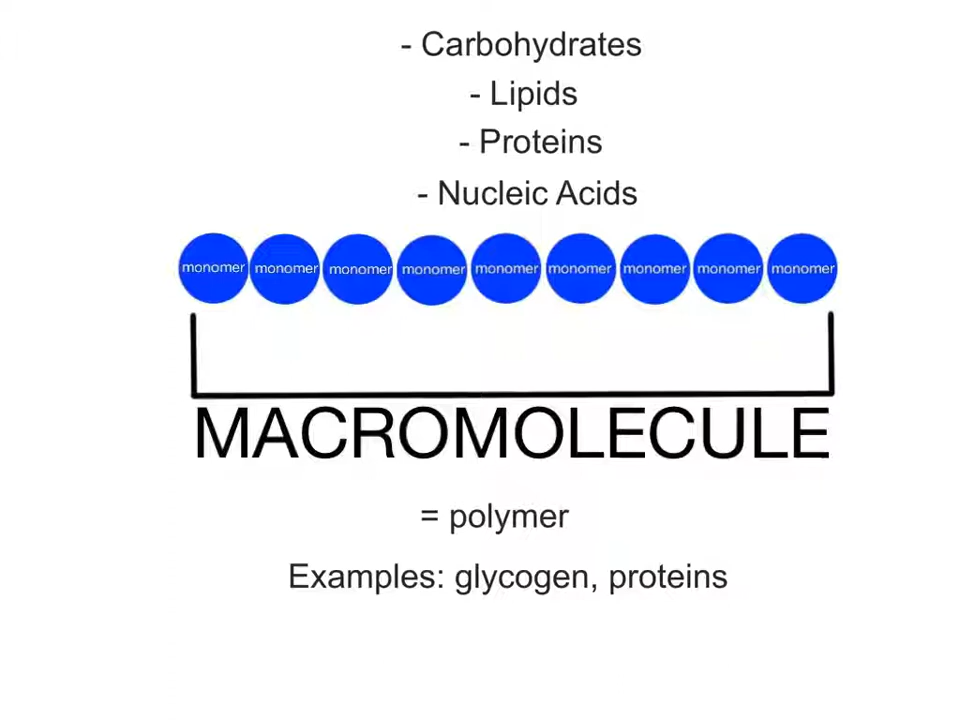 - Carbohydrates
- Lipids
- Proteins
- Nucleic Acids
monomer monomer monomer monomer monomer monomer monomer monomer monomer
MACROMOLECULE
= polymer
Examples: glycogen, proteins